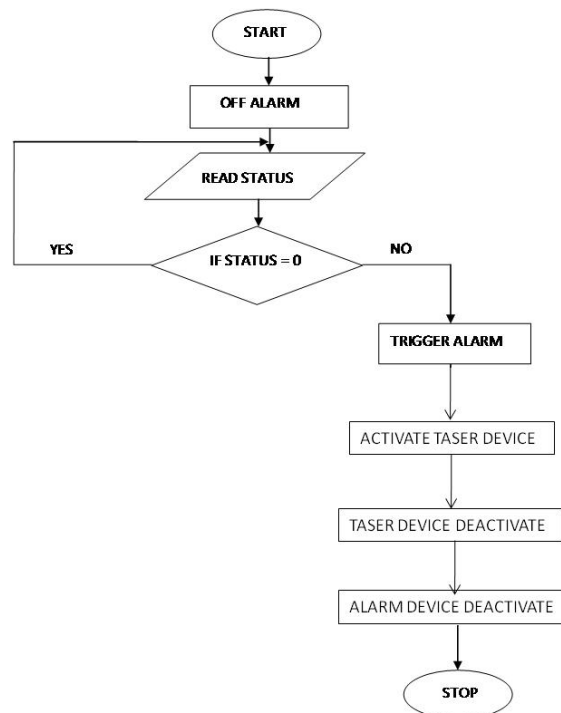 START
OFF ALARM
READ STATUS
YES
IF STATUS = 0
NO
TRIGGER ALARM
ACTIVATE TASER DEVICE
TASER DEVICE DEACTIVATE
ALARM DEVICE DEACTIVATE
STOP